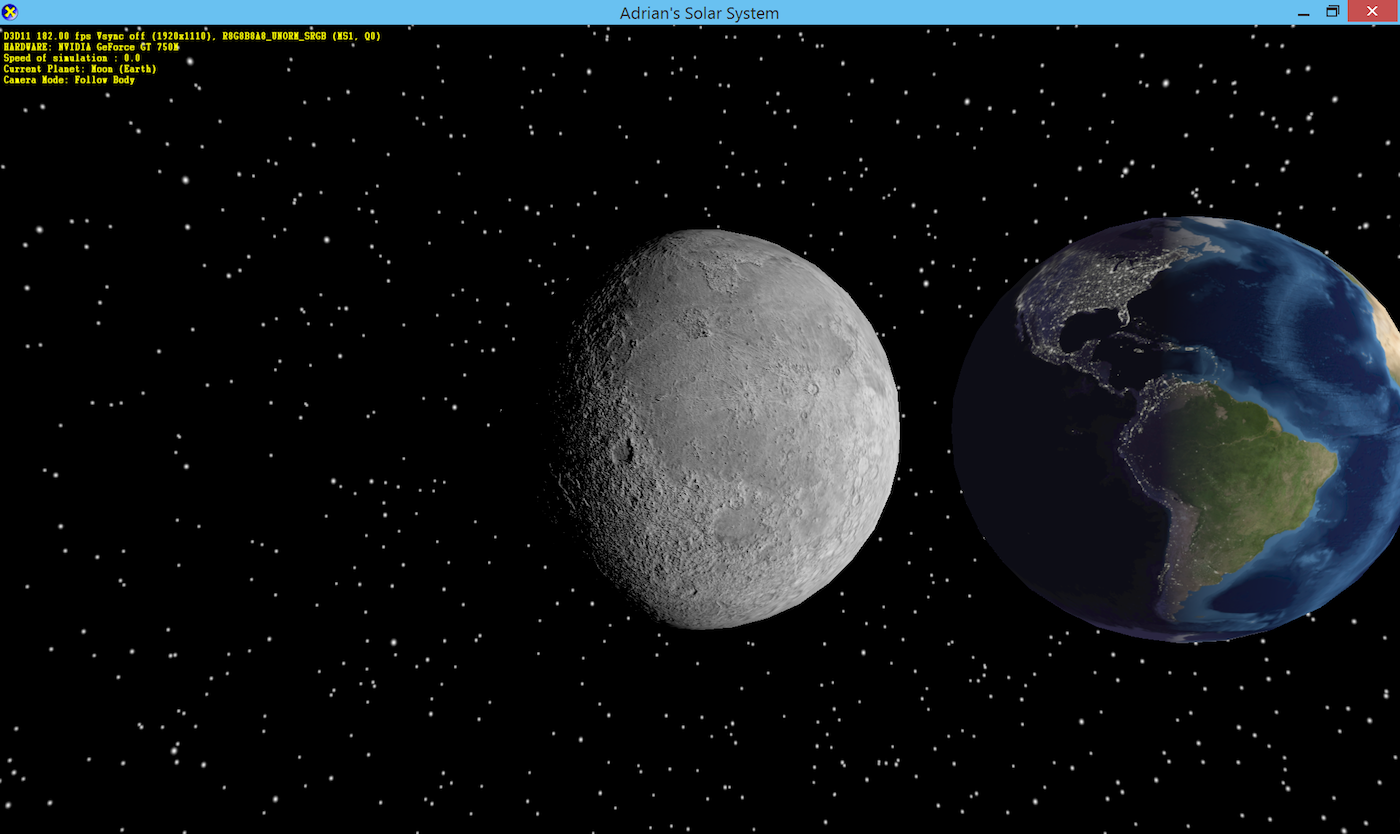 Adrian's Solar System
D3D11 182.00 fps Vsync off (1920x1110), R8G8B8A8_UNORM_SRGB (MS1, Q0)
HARDWARE: NVIDIA GeForce GT 750M
Speed of simulation : 0.0
Current Planet: Moon (Earth)
Camera Mode: Follow Body